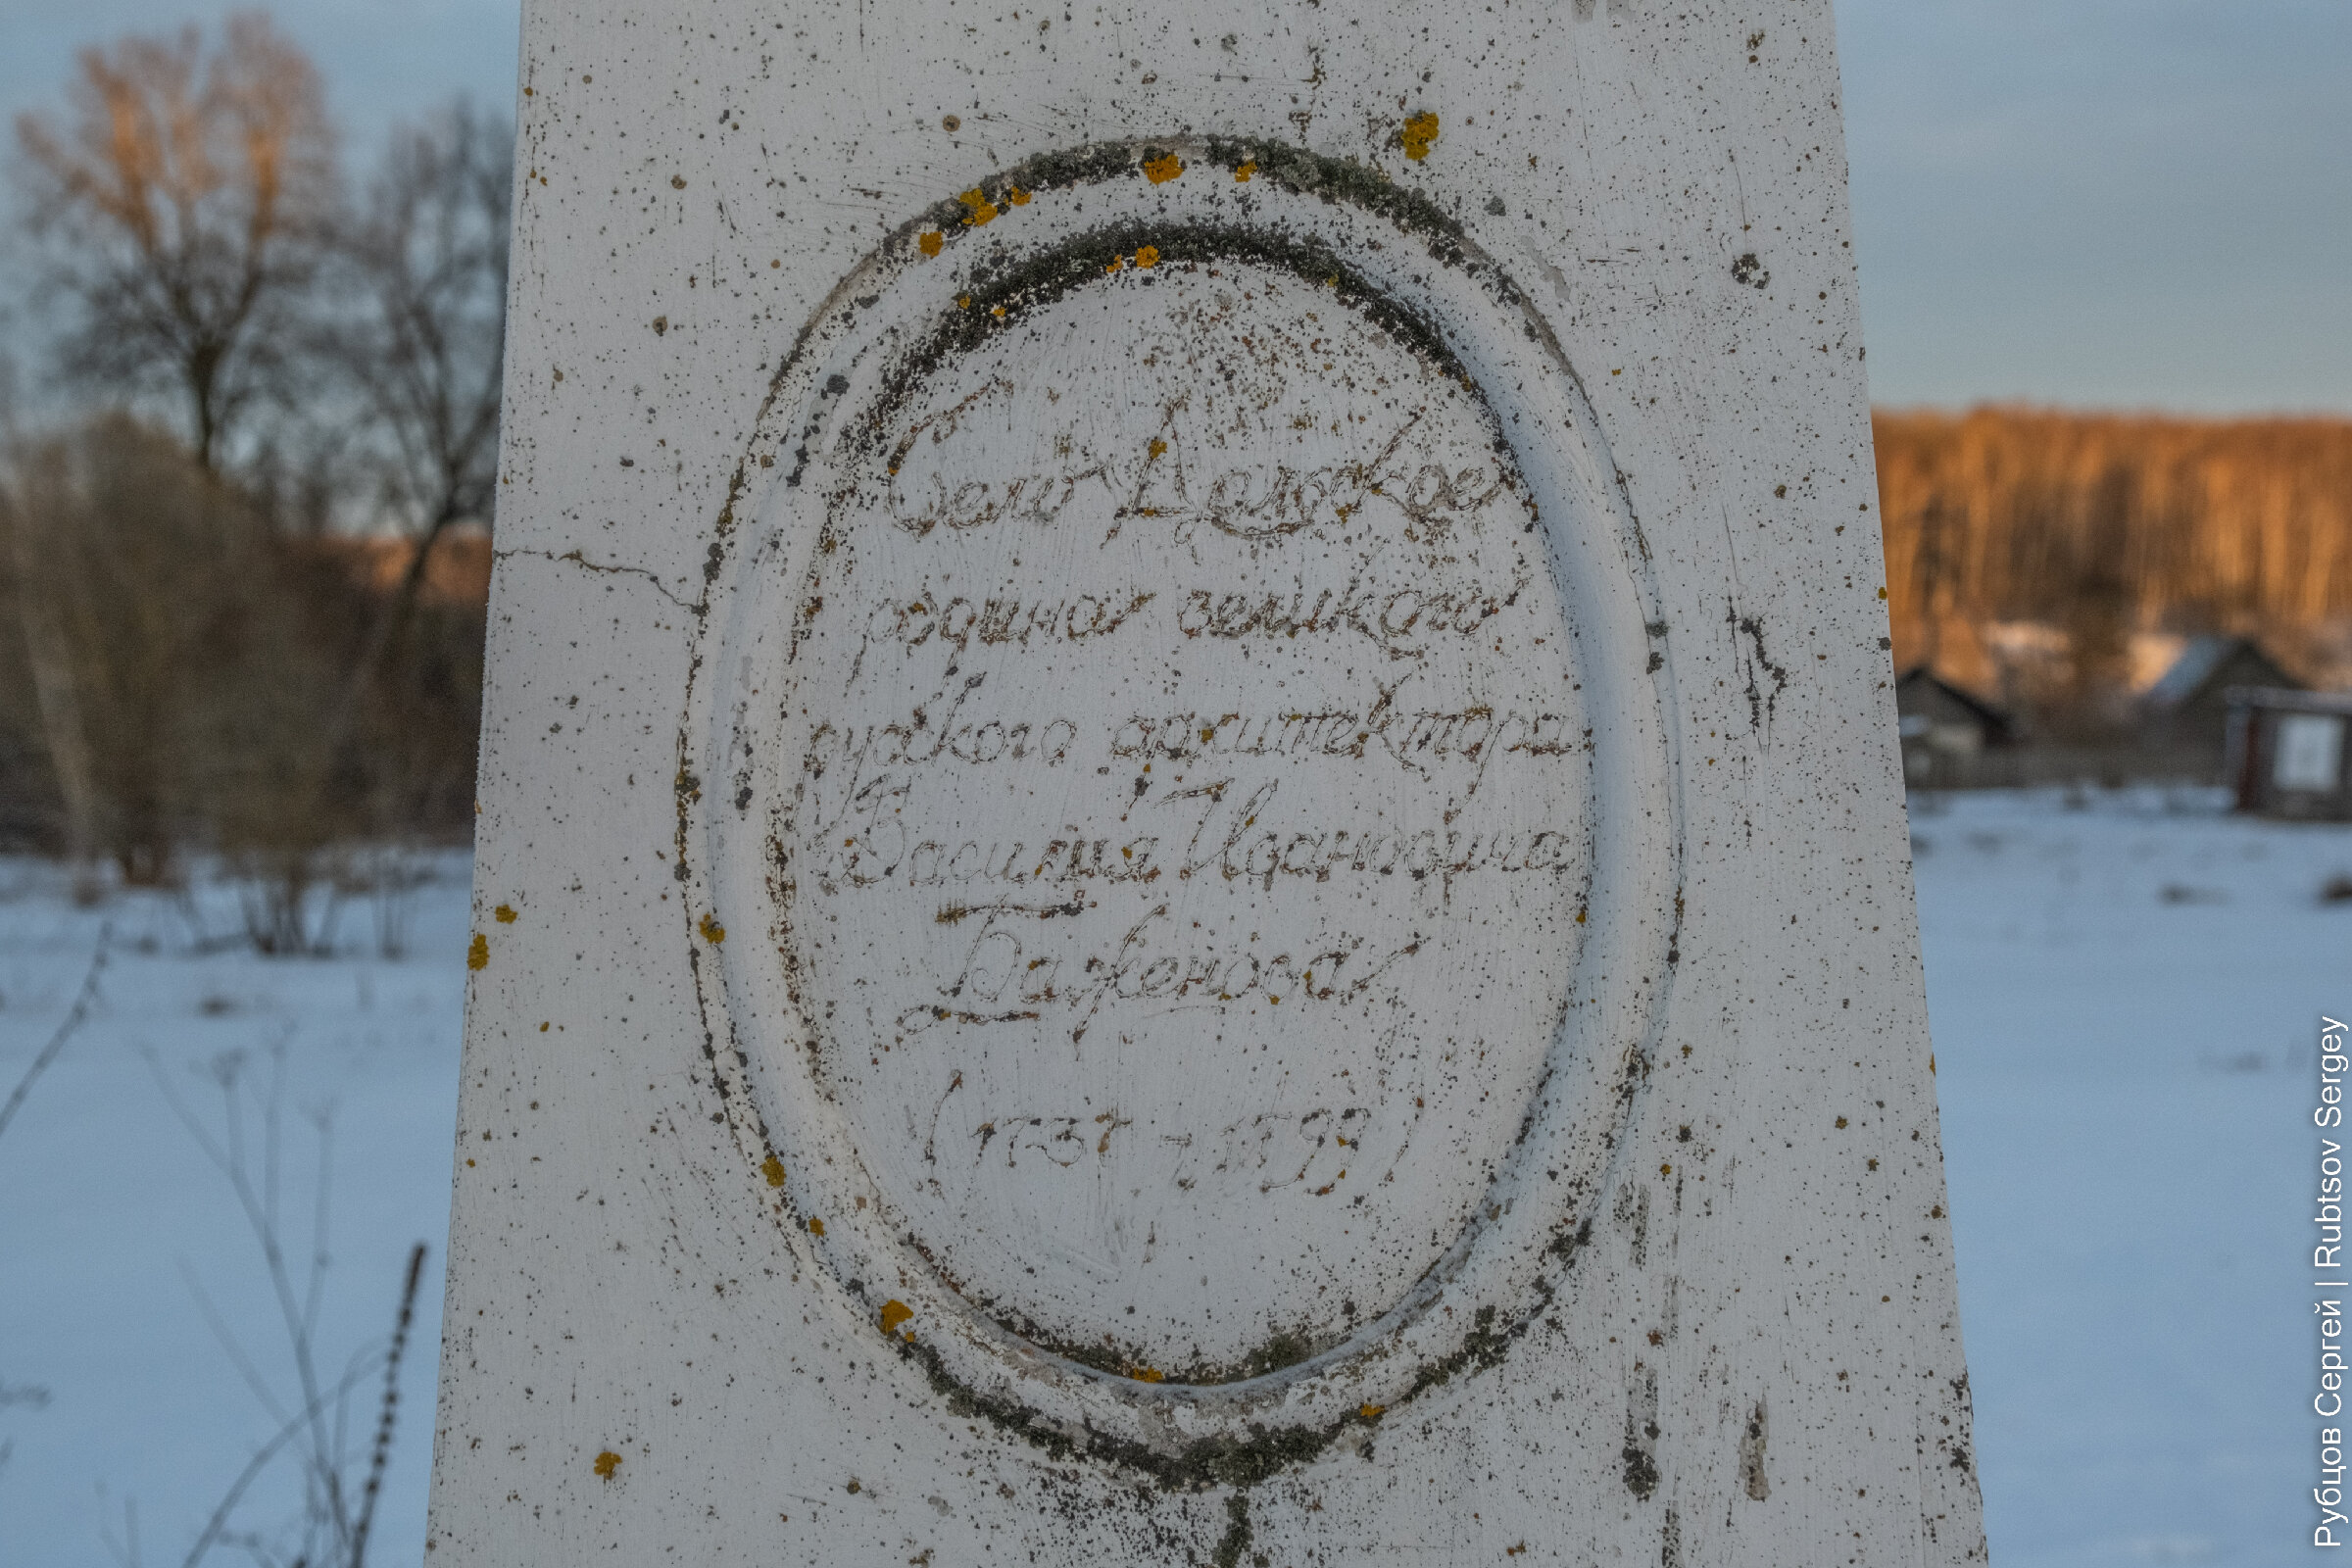 Село Дольское
родина великого
русского архитектора
Василия Ивановича
Баженова
(1737-1799)
Рубцов Сергей | Rubtsov Sergey